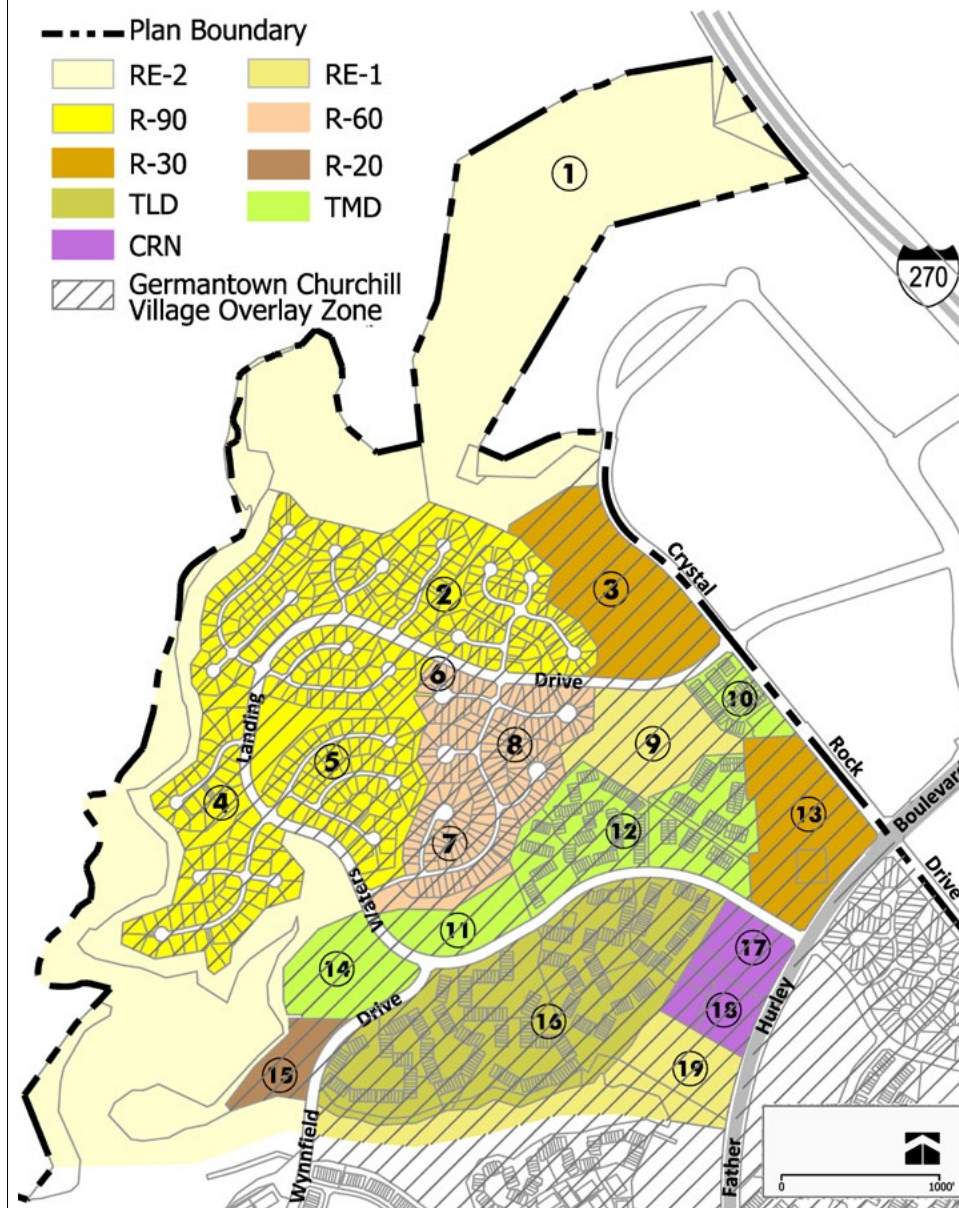 Plan Boundary
RE-2
RE-1
R-90
R-60
R-30
R-20
TLD
TMD
CRN
Germantown Churchill
Village Overlay Zone
1
270
2
3
Crystal
6
Drive
10
Landing
8
9
Rock
5
4
12
13
Boulevard
7
Drive
Waters
11
17
14
Drive
16
18
Hurley
15
19
Wynnfield
Father
0
1000'